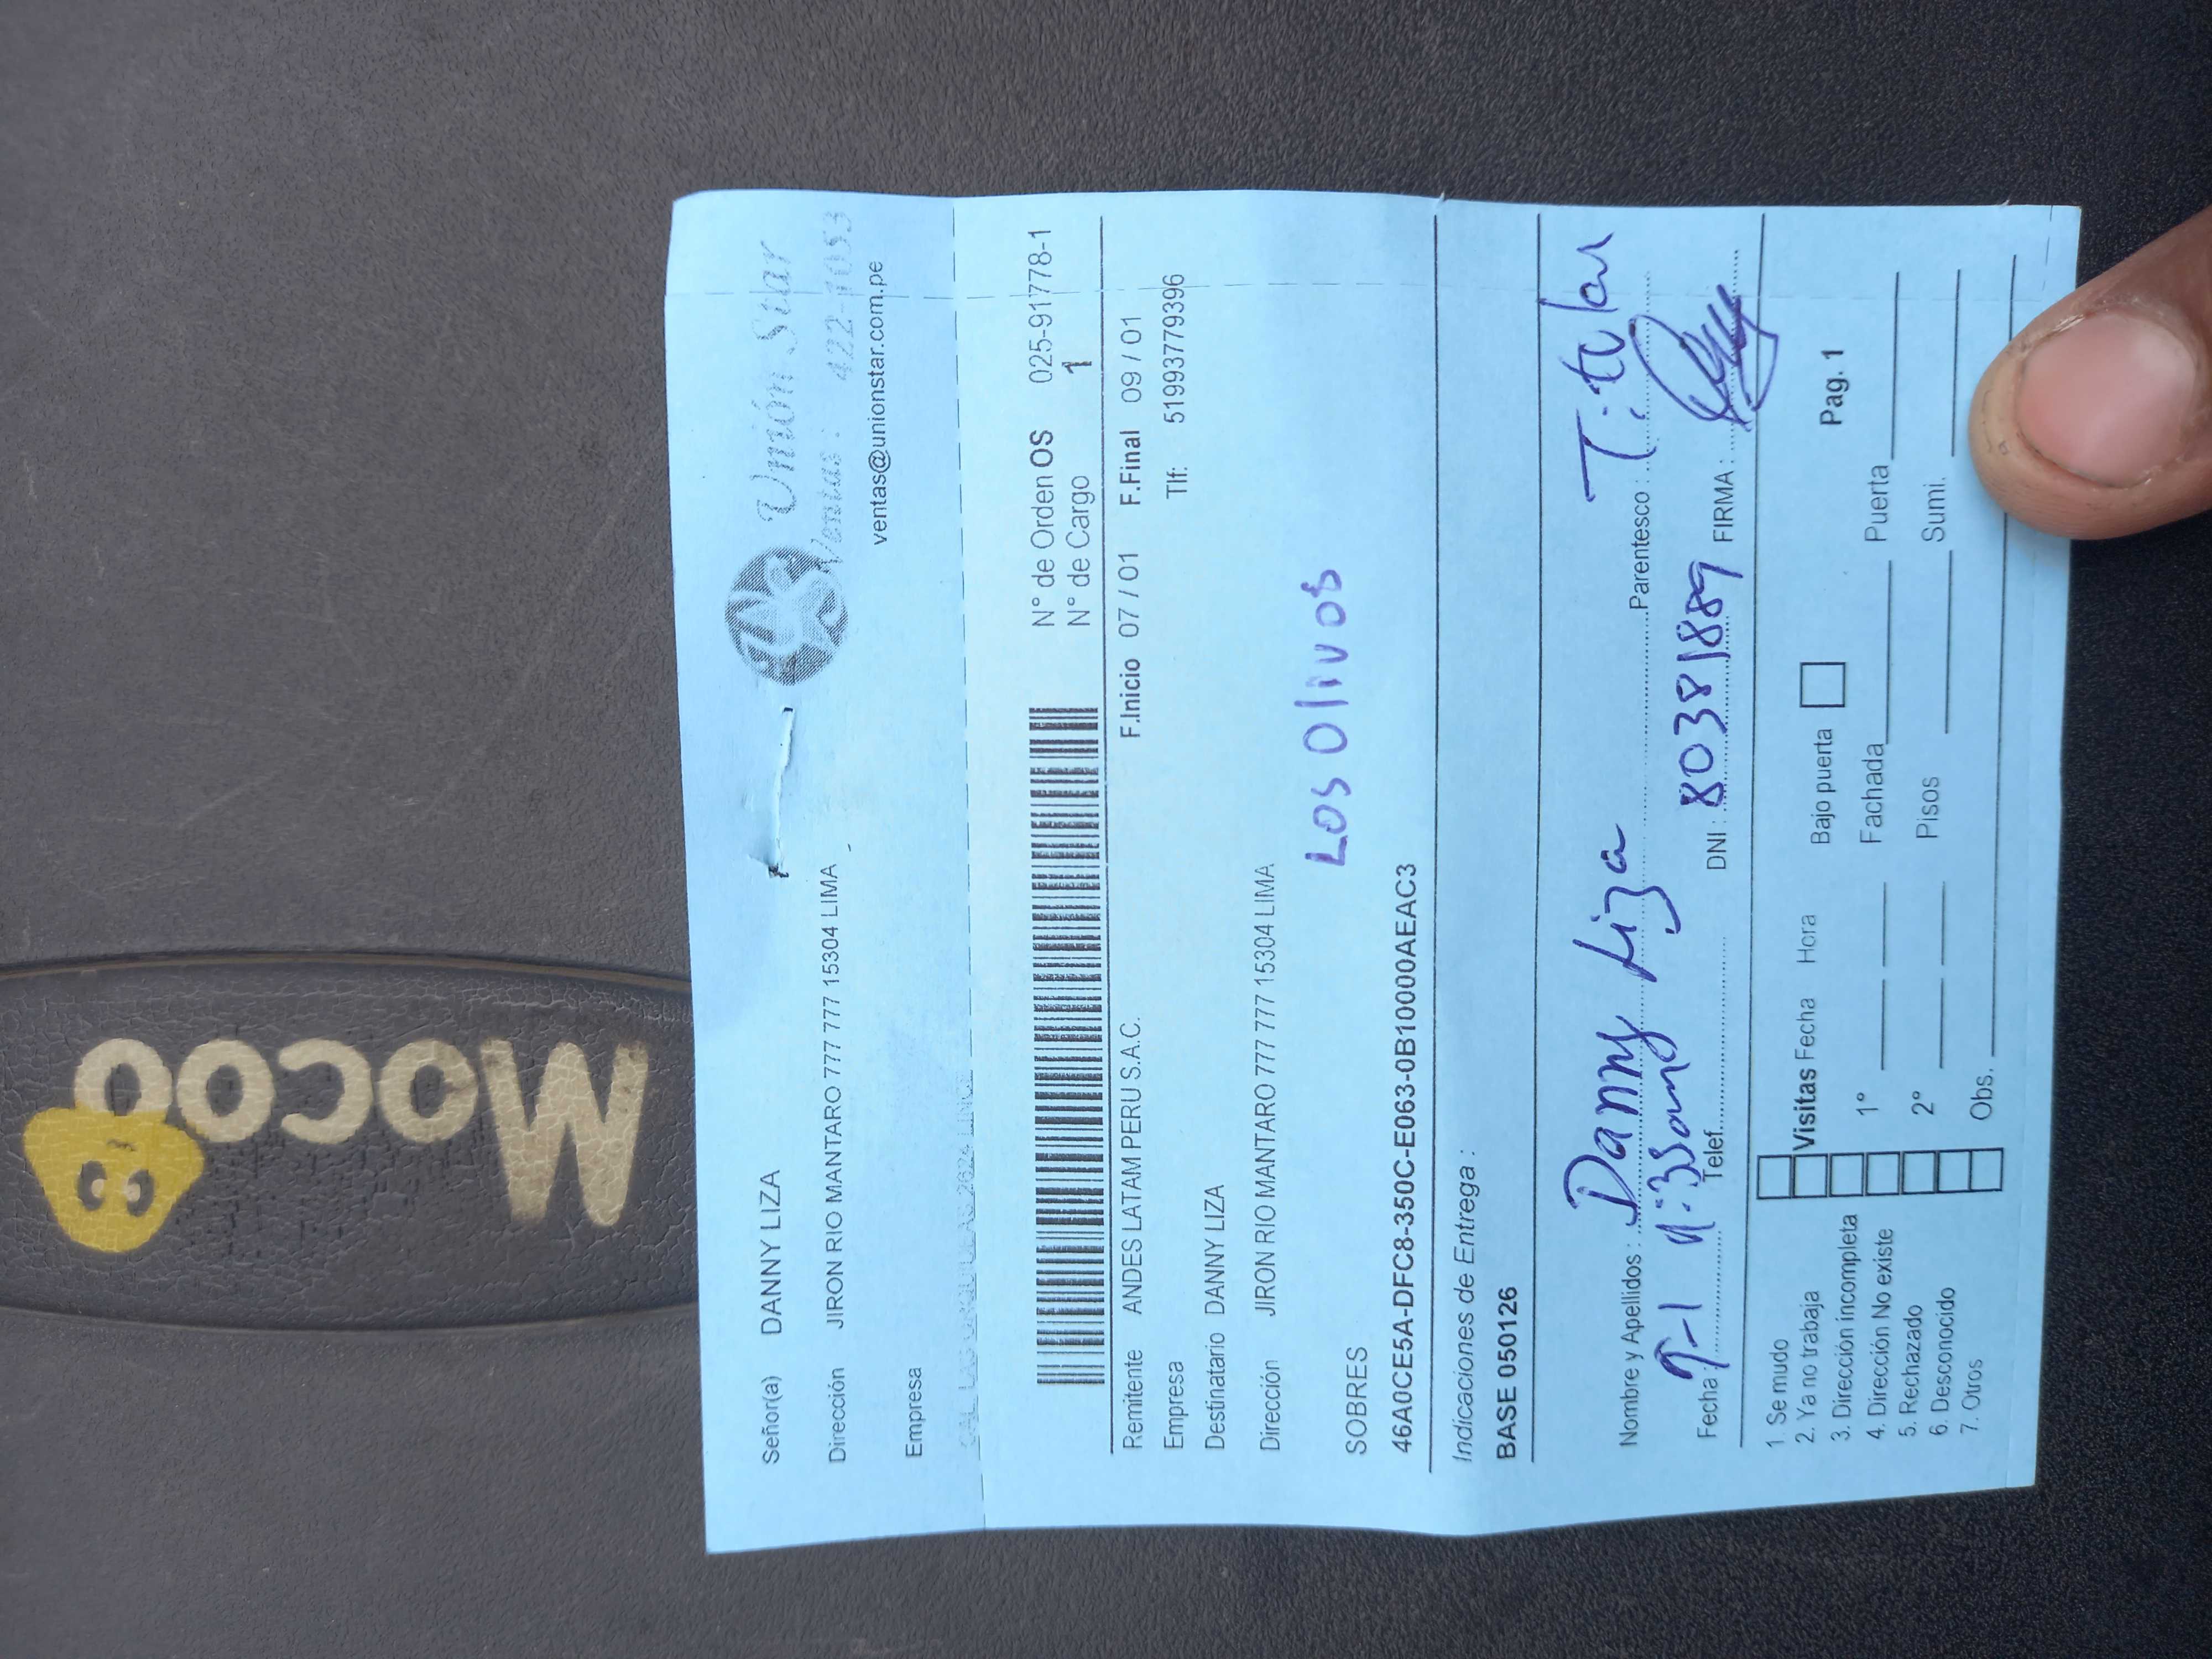 Mocoo
Unión Star
Ventas: 422-1053
ventas@unionstar.com.pe
Señor(a) DANNY LIZA
Dirección JIRON RIO MANTARO 777 777 777 15304 LIMA
Empresa
N° de Orden OS 025-91778-1
N° de Cargo 1
F.Inicio 07 / 01 F.Final 09 / 01
Remitente ANDES LATAM PERU S.A.C.
Empresa Tlf: 51993779396
Destinatario DANNY LIZA
Dirección JIRON RIO MANTARO 777 777 777 15304 LIMA
Los Olivos
SOBRES
46A0CE5A-DFC8-350C-E063-0B10000AEAC3
Indicaciones de Entrega :
BASE 050126
Nombre y Apellidos : Danny Liza Parentesco : Titular
Fecha 9-1 11:35am Telef. DNI : 80381889 FIRMA :
1. Se mudo
2. Ya no trabaja
3. Dirección incompleta
4. Dirección No existe
5. Rechazado
6. Desconocido
7. Otros
Visitas Fecha Hora Bajo puerta Pag. 1
1° Fachada Puerta
2° Pisos Sumi.
Obs.